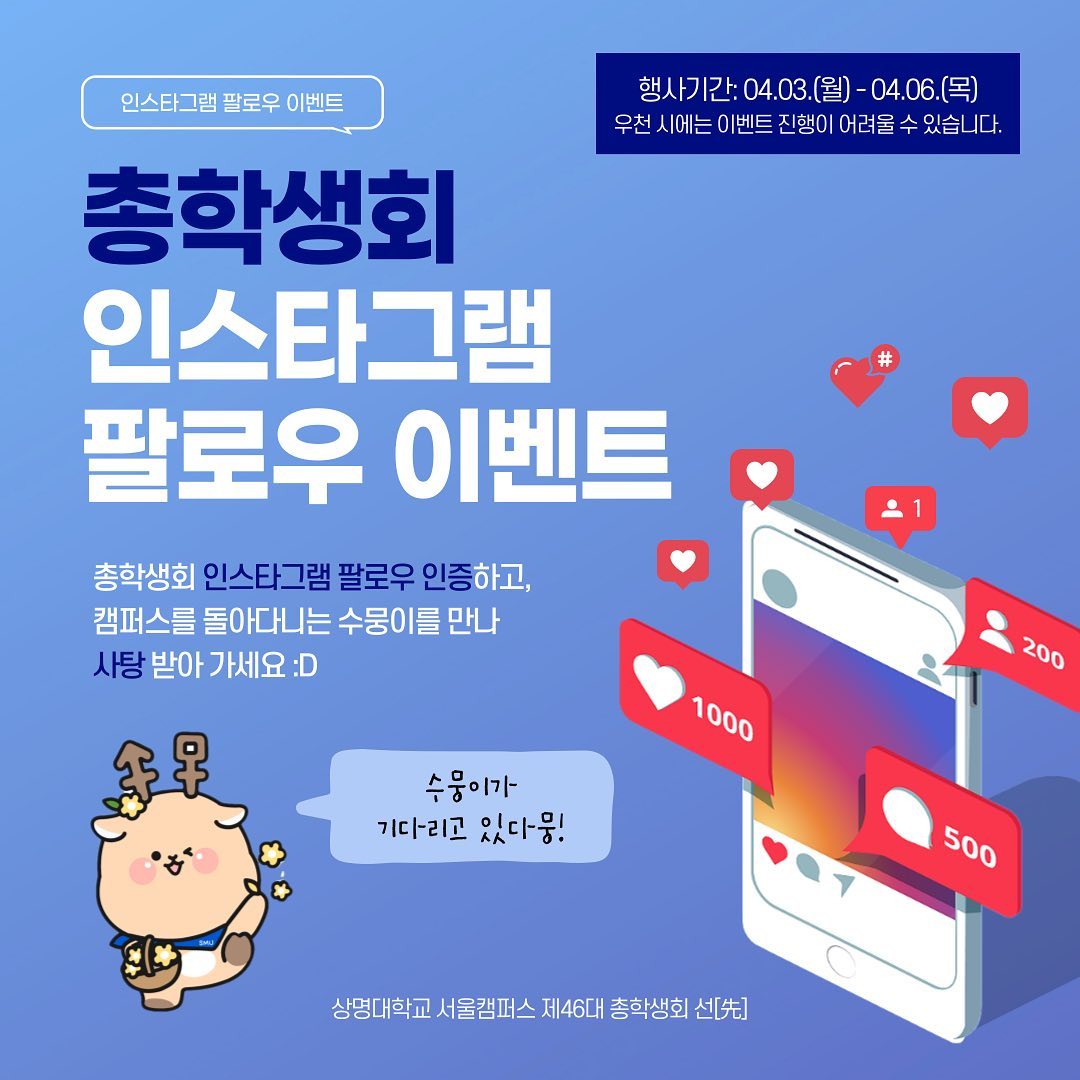 인스타그램 팔로우 이벤트
행사기간: 04.03.(월) - 04.06.(목)
우천 시에는 이벤트 진행이 어려울 수 있습니다.
총학생회
인스타그램
팔로우 이벤트
총학생회 인스타그램 팔로우 인증하고,
캠퍼스를 돌아다니는 수뭉이를 만나
사탕 받아 가세요 :D
#
1
200
1000
500
수뭉
수뭉이가
기다리고 있다뭉!
SMU
상명대학교 서울캠퍼스 제46대 총학생회 선[先]